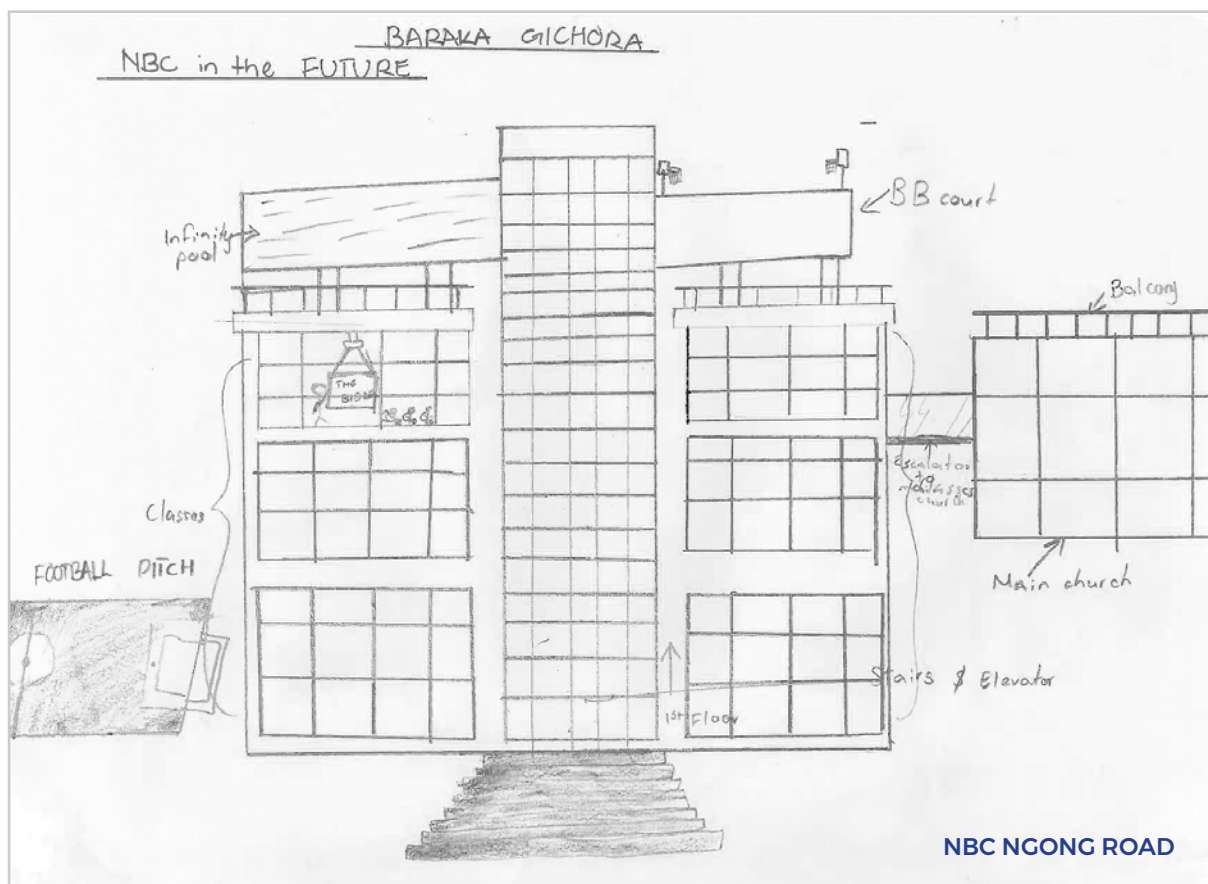 BARAKA GICHORA
NBC in the FUTURE
BB court
Infinity
pool
Balcony
THE
Escalator
church
Classes
FOOTBALL PITCH
Main church
Stairs & Elevator
1ST Floor
NBC NGONG ROAD